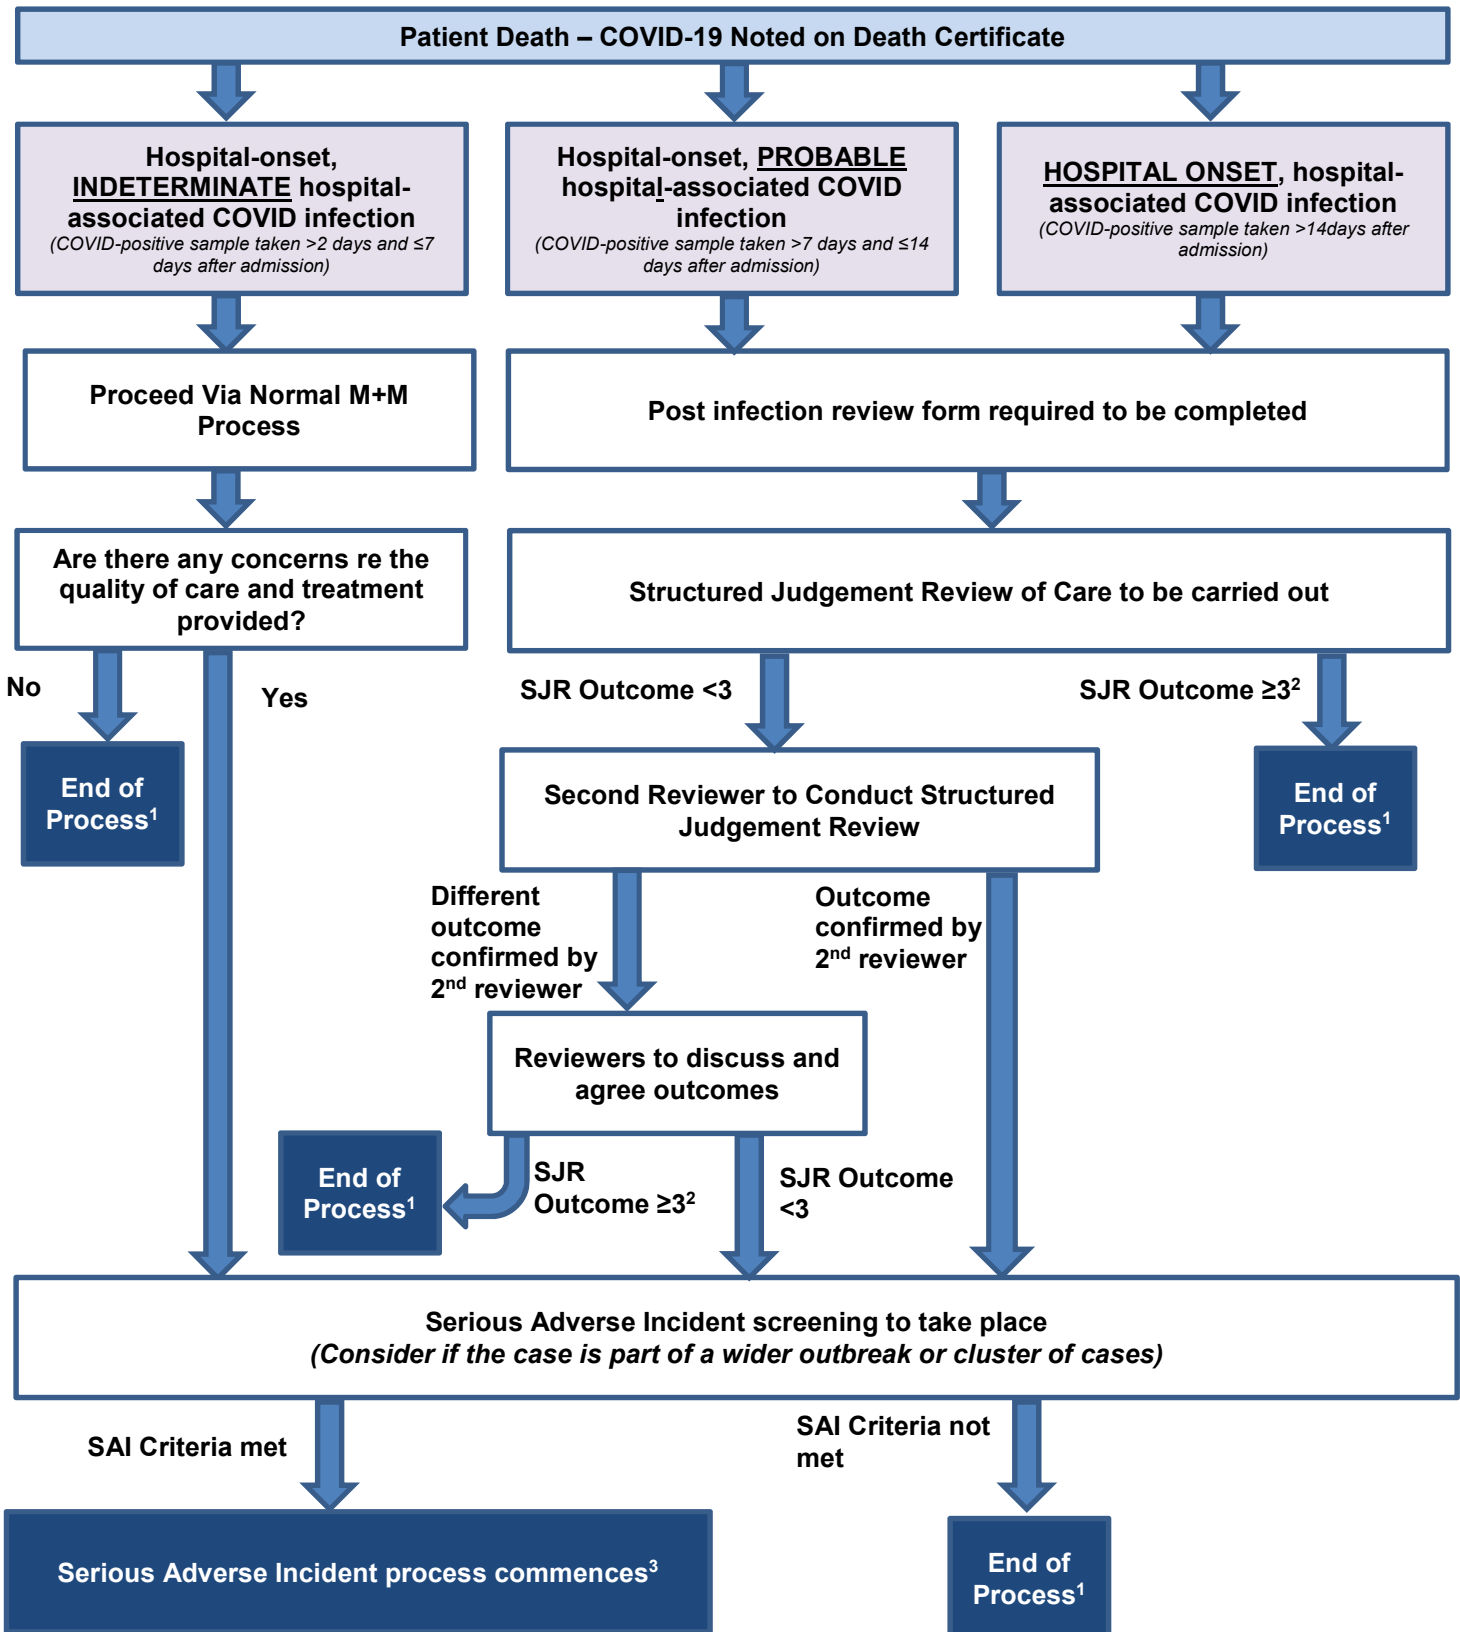 Patient Death – COVID-19 Noted on Death Certificate
Hospital-onset,
INDETERMINATE hospital-
associated COVID infection
(COVID-positive sample taken >2 days and ≤7
days after admission)
Hospital-onset, PROBABLE
hospital-associated COVID
infection
(COVID-positive sample taken >7 days and ≤14
days after admission)
HOSPITAL ONSET, hospital-
associated COVID infection
(COVID-positive sample taken >14days after
admission)
Proceed Via Normal M+M
Process
Post infection review form required to be completed
Are there any concerns re the
quality of care and treatment
provided?
Structured Judgement Review of Care to be carried out
No
Yes
SJR Outcome <3
SJR Outcome ≥3²
End of
Process¹
Second Reviewer to Conduct Structured
Judgement Review
End of
Process¹
Different
outcome
confirmed by
2nd reviewer
Outcome
confirmed by
2nd reviewer
Reviewers to discuss and
agree outcomes
End of
Process¹
SJR
Outcome ≥3²
SJR Outcome
<3
Serious Adverse Incident screening to take place
(Consider if the case is part of a wider outbreak or cluster of cases)
SAI Criteria met
SAI Criteria not
met
Serious Adverse Incident process commences³
End of
Process¹